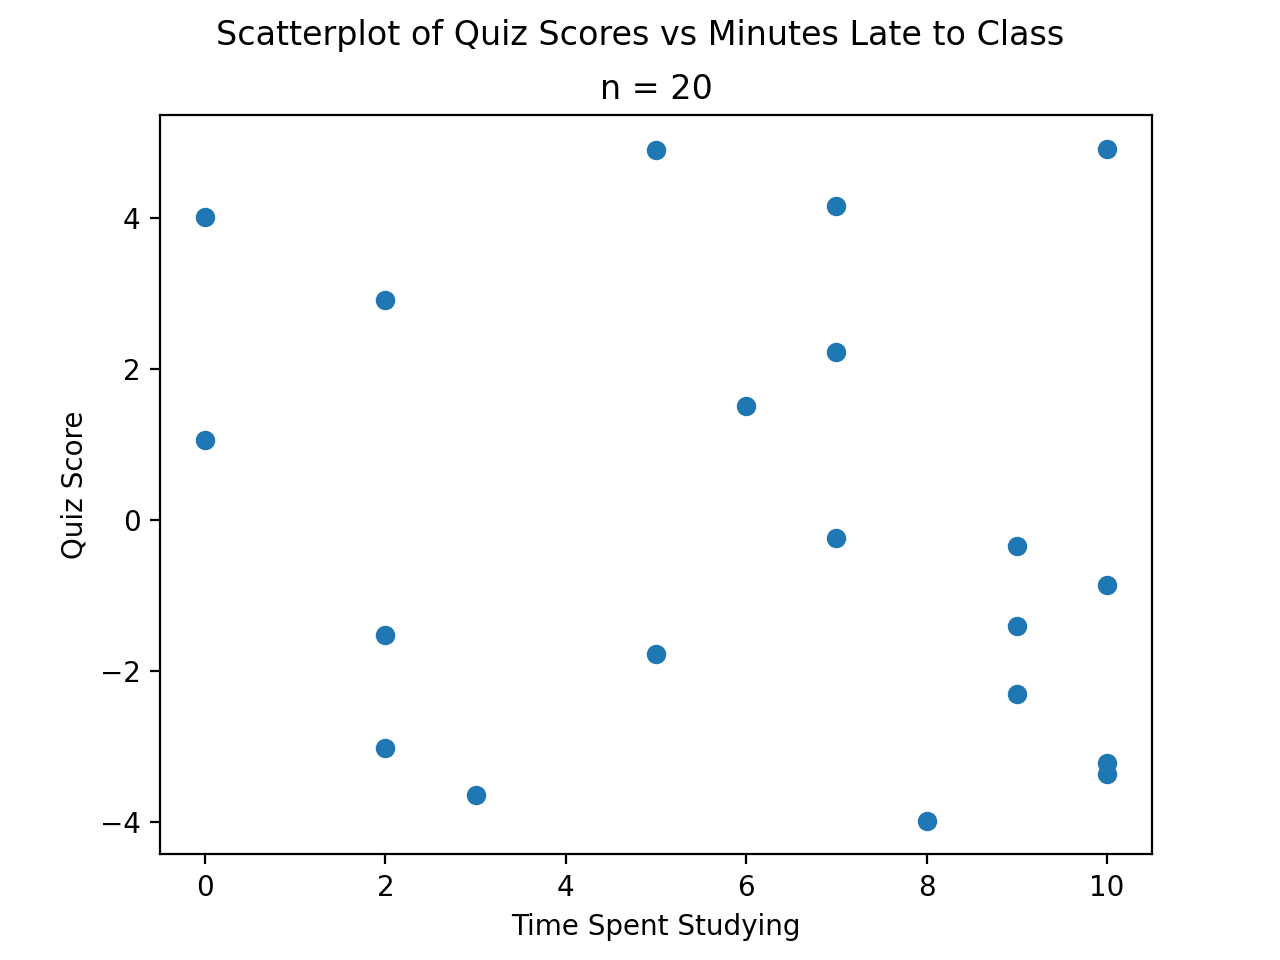 Scatterplot of Quiz Scores vs Minutes Late to Class
n = 20
4
2
0
−2
−4
Quiz Score
0 2 4 6 8 10
Time Spent Studying